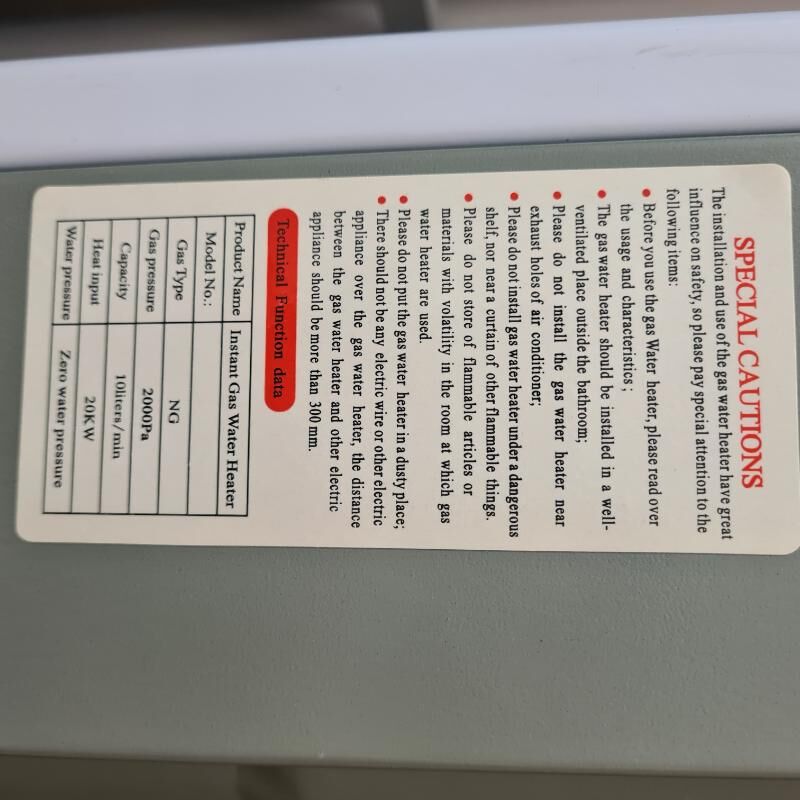 SPECIAL CAUTIONS
The installation and use of the gas water heater have great
influence on safety, so please pay special attention to the
following items:
• Before you use the gas Water heater, please read over
the usage and characteristics;
• The gas water heater should be installed in a well-
ventilated place outside the bathroom;
• Please do not install the gas water heater near
exhaust holes of air conditioner;
• Please do not install gas water heater under a dangerous
shelf, nor near a curtain of other flammable things.
• Please do not store of flammable articles or
materials with volatility in the room at which gas
water heater are used.
• Please do not put the gas water heater in a dusty place;
• There should not be any electric wire or other electric
appliance over the gas water heater, the distance
between the gas water heater and other electric
appliance should be more than 300mm.
Technical Function data
Product Name Instant Gas Water Heater
Model No.:
Gas Type NG
Gas pressure 2000Pa
Capacity 10liters/min
Heat input 20KW
Water pressure Zero water pressure